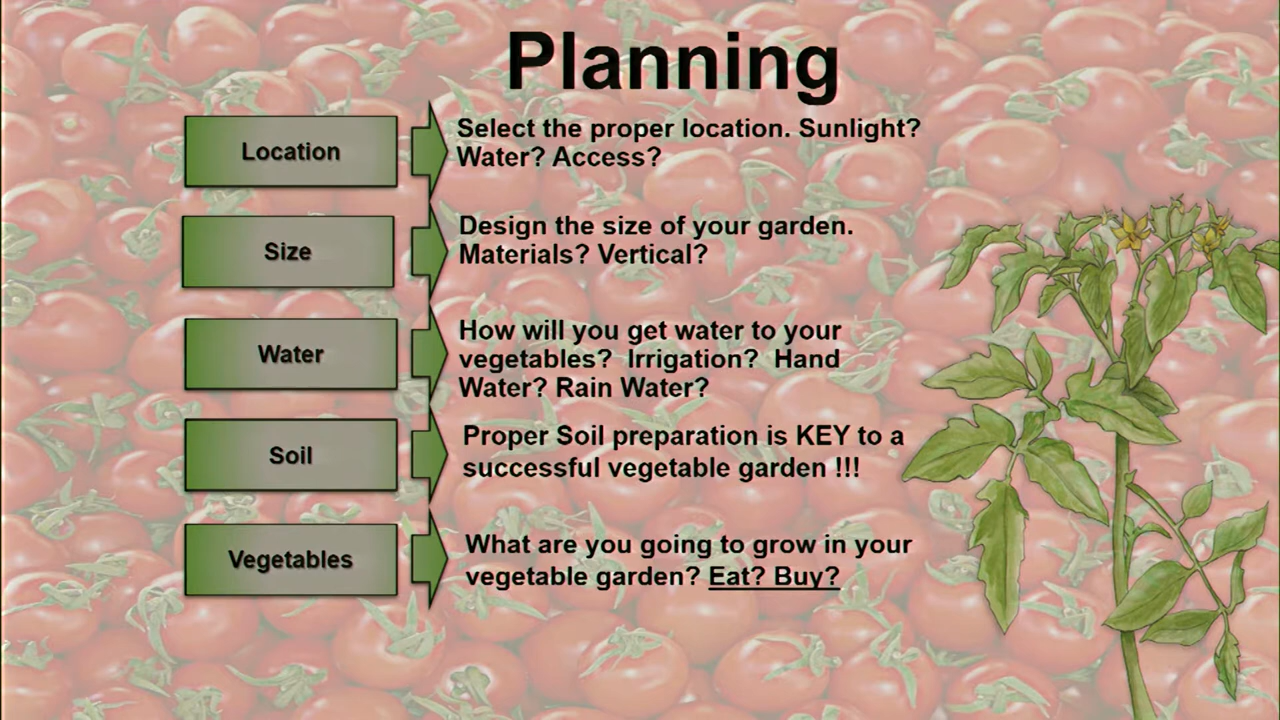 Planning
Location
Select the proper location. Sunlight?
Water? Access?
Size
Design the size of your garden.
Materials? Vertical?
Water
How will you get water to your
vegetables?  Irrigation?  Hand
Water? Rain Water?
Soil
Proper Soil preparation is KEY to a
successful vegetable garden !!!
Vegetables
What are you going to grow in your
vegetable garden? Eat? Buy?